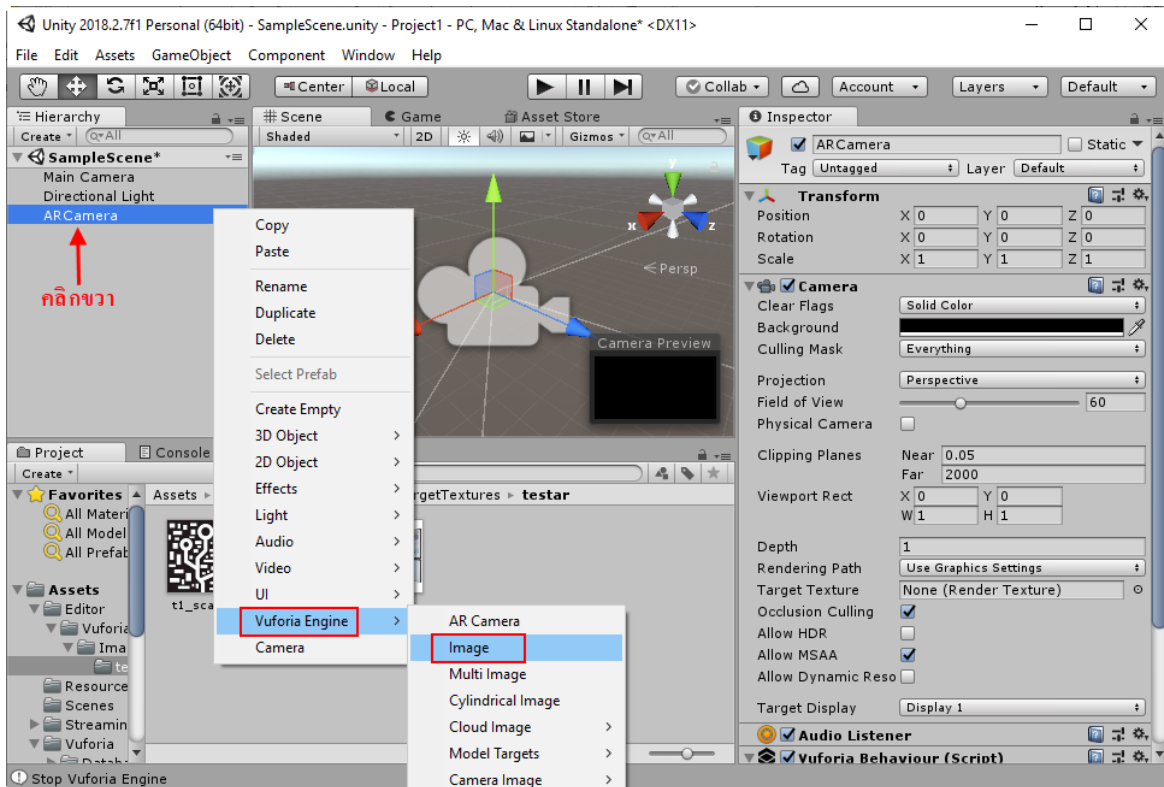 Unity 2018.2.7f1 Personal (64bit) - SampleScene.unity - Project1 - PC, Mac & Linux Standalone* <DX11>
File Edit Assets GameObject Component Window Help
Center Local Collab Account Layers Default
Hierarchy
Create All
SampleScene*
Main Camera
Directional Light
ARCamera
คลิกขวา
Scene Game Asset Store
Shaded 2D Gizmos All
y
x z
Persp
Camera Preview
Copy
Paste
Rename
Duplicate
Delete
Select Prefab
Create Empty
3D Object
2D Object
Effects
Light
Audio
Video
UI
Vuforia Engine
Camera
AR Camera
Image
Multi Image
Cylindrical Image
Cloud Image
Model Targets
Camera Image
Project Console
Create
Favorites
All Materi
All Model
All Prefab
Assets
Editor
Vuforia
Ima
te
Resource
Scenes
Streamin
Vuforia
Assets rgetTextures testar
t1_sca
Stop Vuforia Engine
Inspector
ARCamera Static
Tag Untagged Layer Default
Transform
Position X 0 Y 0 Z 0
Rotation X 0 Y 0 Z 0
Scale X 1 Y 1 Z 1
Camera
Clear Flags Solid Color
Background
Culling Mask Everything
Projection Perspective
Field of View 60
Physical Camera
Clipping Planes Near 0.05
Far 2000
Viewport Rect X 0 Y 0
W 1 H 1
Depth 1
Rendering Path Use Graphics Settings
Target Texture None (Render Texture)
Occlusion Culling
Allow HDR
Allow MSAA
Allow Dynamic Reso
Target Display Display 1
Audio Listener
Vuforia Behaviour (Script)